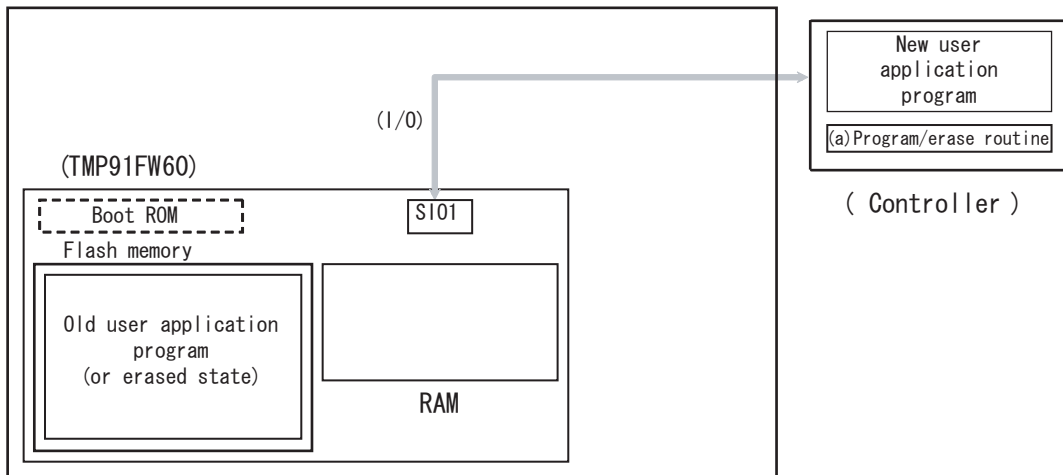 New user
application
program
(a)Program/erase routine
( Controller )
(I/O)
(TMP91FW60)
Boot ROM
SIO1
Flash memory
Old user application
program
(or erased state)
RAM